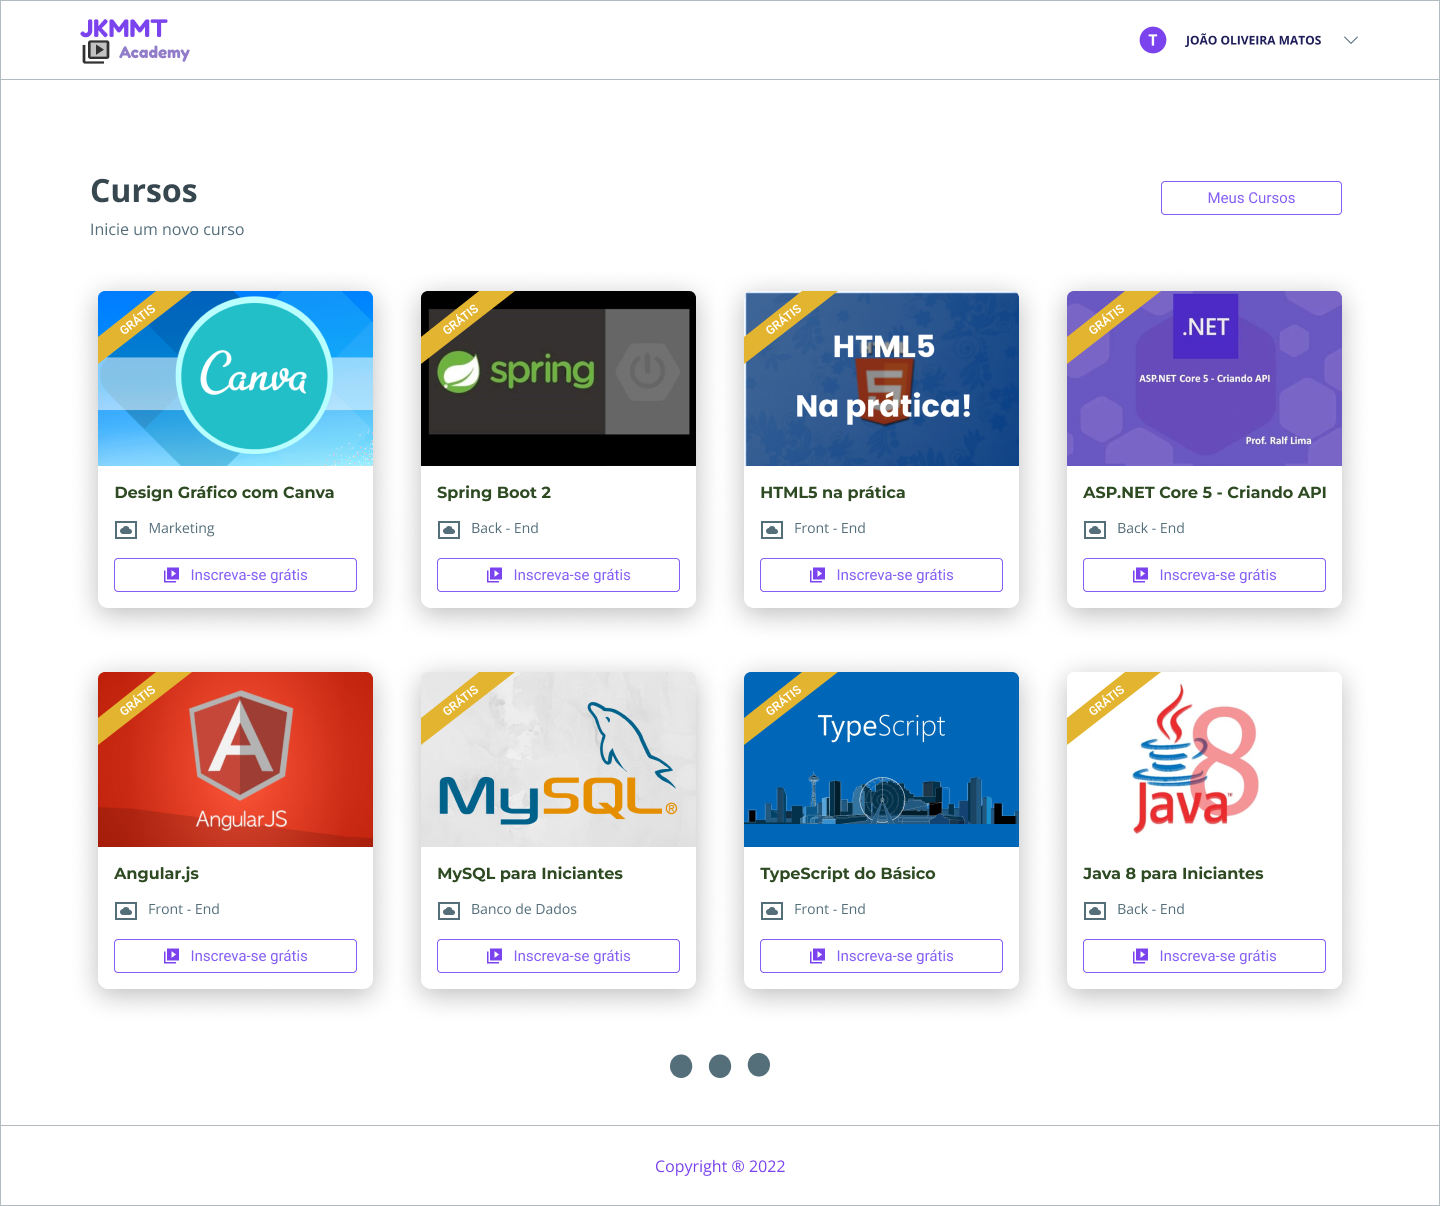 JKMMT
Academy
T
JOÃO OLIVEIRA MATOS
Cursos
Inicie um novo curso
Meus Cursos
GRÁTIS
Canva
Design Gráfico com Canva
Marketing
Inscreva-se grátis
GRÁTIS
spring
Spring Boot 2
Back - End
Inscreva-se grátis
GRÁTIS
HTML5
5
Na prática!
HTML5 na prática
Front - End
Inscreva-se grátis
GRÁTIS
.NET
ASP.NET Core 5 - Criando API
Prof. Ralf Lima
ASP.NET Core 5 - Criando API
Back - End
Inscreva-se grátis
GRÁTIS
A
AngularJS
Angular.js
Front - End
Inscreva-se grátis
GRÁTIS
MySQL®
MySQL para Iniciantes
Banco de Dados
Inscreva-se grátis
GRÁTIS
TypeScript
TypeScript do Básico
Front - End
Inscreva-se grátis
GRÁTIS
8
Java™
Java 8 para Iniciantes
Back - End
Inscreva-se grátis
Copyright ® 2022